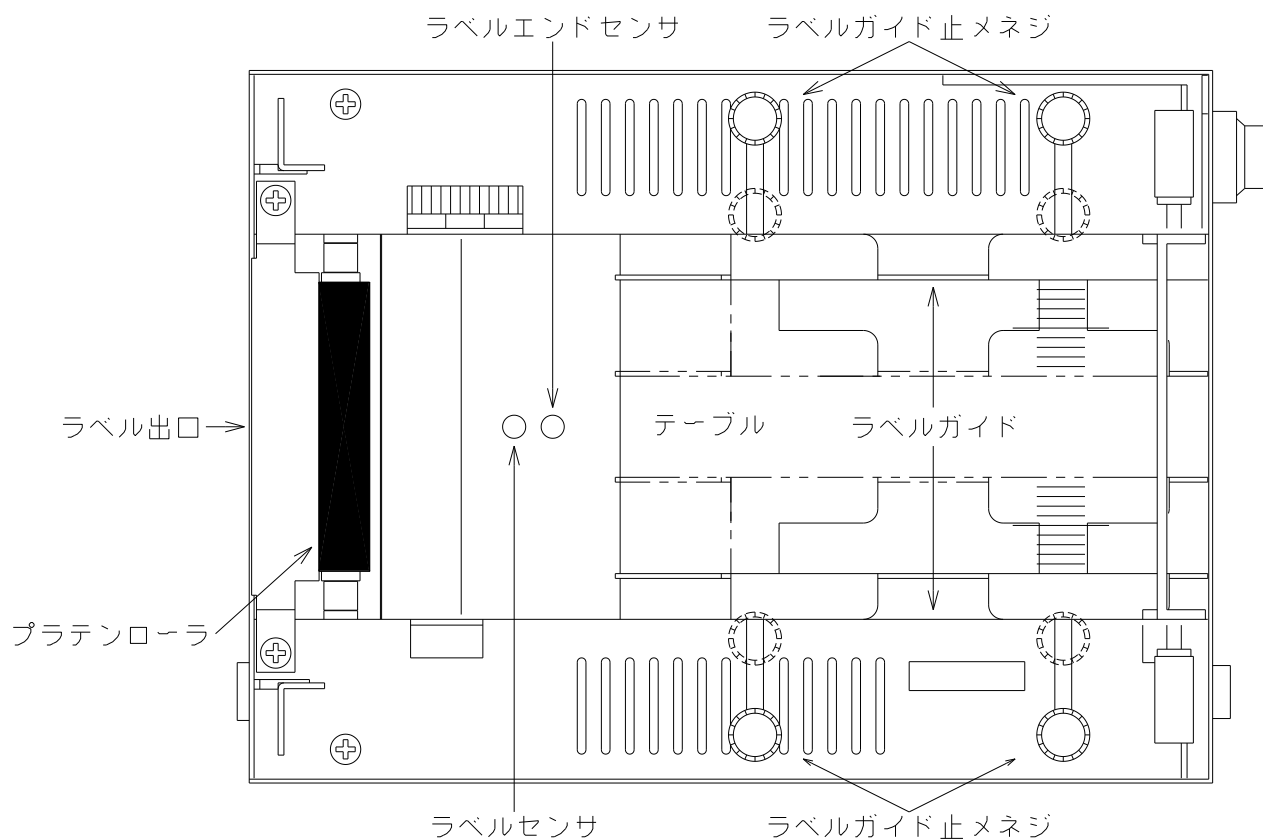 ラベルエンドセンサ
ラベルガイド止メネジ
ラベル出口
テーブル
ラベルガイド
プラテンローラ
ラベルセンサ
ラベルガイド止メネジ